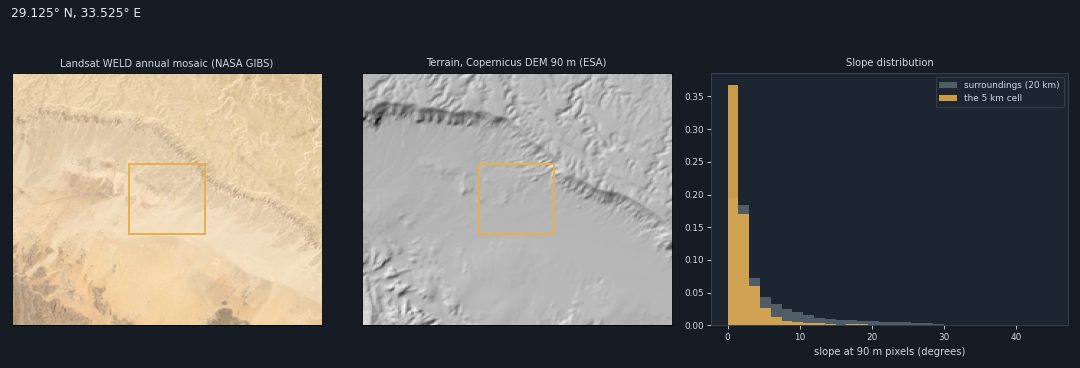 29.125° N, 33.525° E
Landsat WELD annual mosaic (NASA GIBS)
Terrain, Copernicus DEM 90 m (ESA)
Slope distribution
surroundings (20 km)
the 5 km cell
0.35
0.30
0.25
0.20
0.15
0.10
0.05
0.00
0 10 20 30 40
slope at 90 m pixels (degrees)